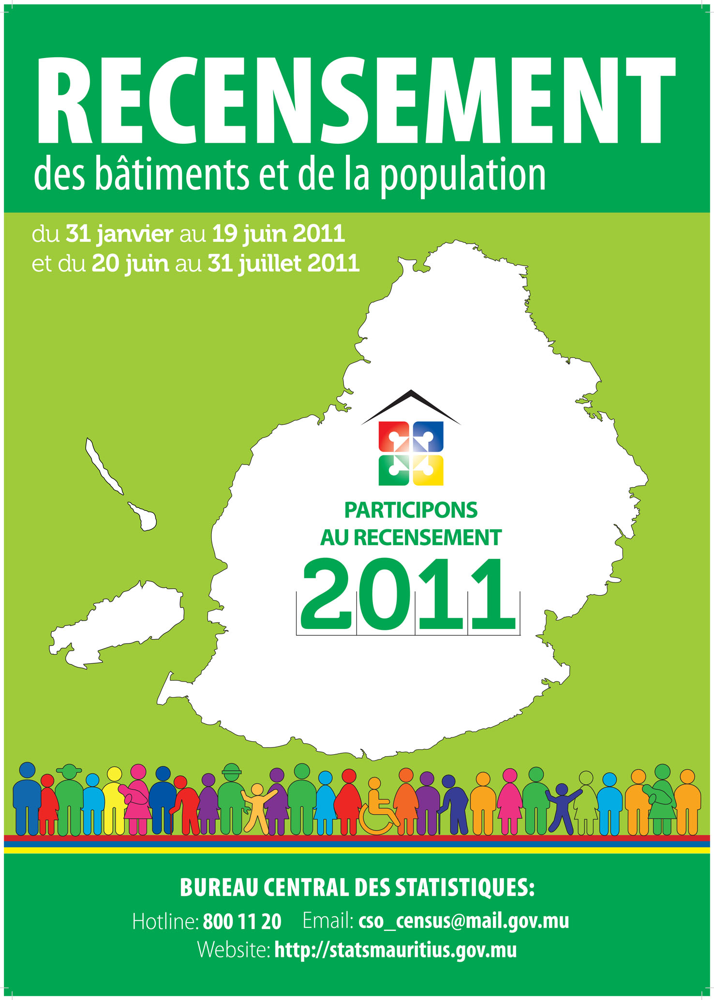 RECENSEMENT
des bâtiments et de la population
du 31 janvier au 19 juin 2011
et du 20 juin au 31 juillet 2011
PARTICIPONS
AU RECENSEMENT
2011
BUREAU CENTRAL DES STATISTIQUES:
Hotline: 800 11 20 Email: cso_census@mail.gov.mu
Website: http://statsmauritius.gov.mu